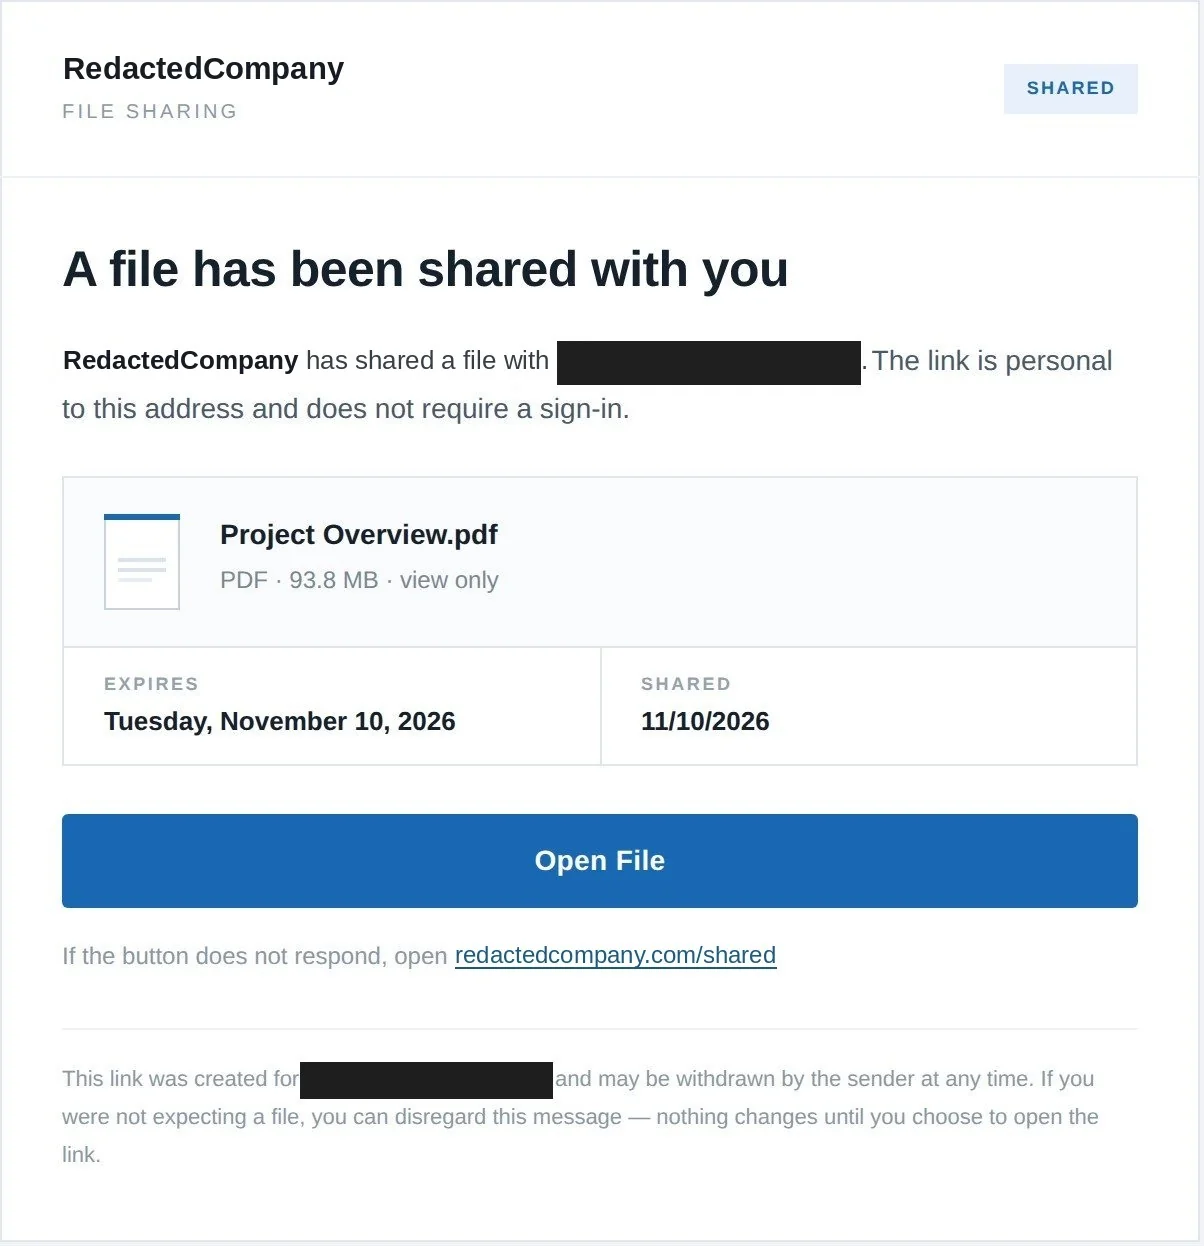 RedactedCompany
FILE SHARING
SHARED
A file has been shared with you
RedactedCompany has shared a file with . The link is personal
to this address and does not require a sign-in.
Project Overview.pdf
PDF · 93.8 MB · view only
EXPIRES
Tuesday, November 10, 2026
SHARED
11/10/2026
Open File
If the button does not respond, open redactedcompany.com/shared
This link was created for and may be withdrawn by the sender at any time. If you
were not expecting a file, you can disregard this message — nothing changes until you choose to open the
link.